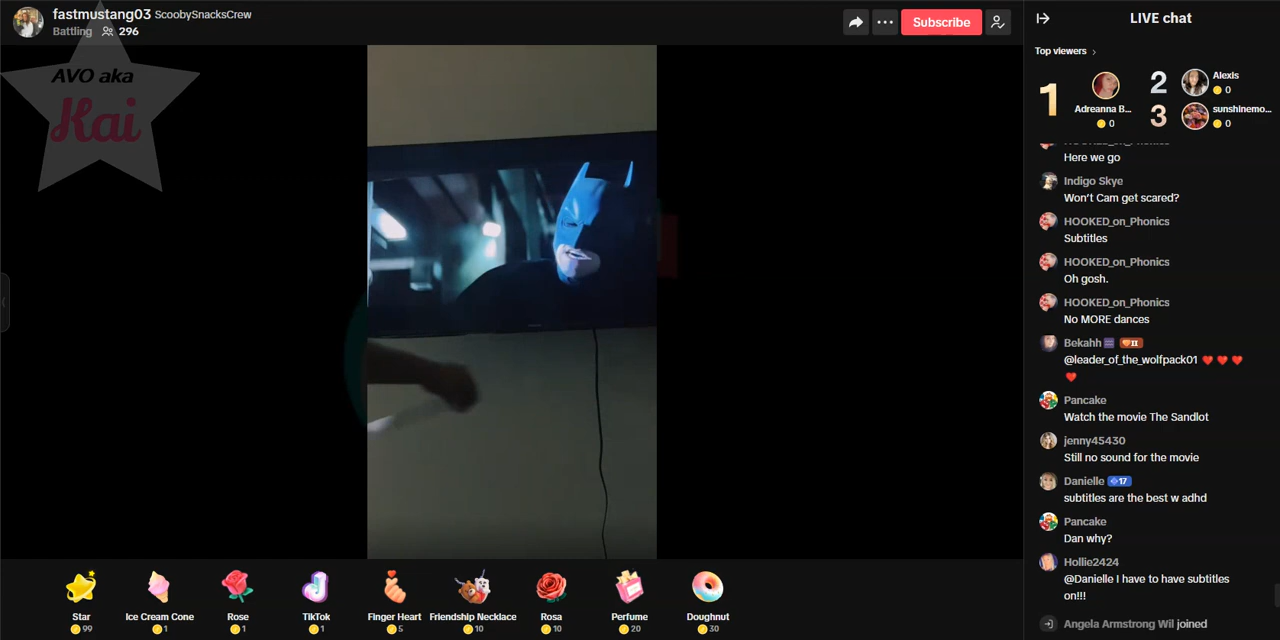 fastmustang03 ScoobySnacksCrew
Battling 296
Subscribe
AVO aka
Kai
LIVE chat
Top viewers
1
Adreanna B...
0
2
Alexis
0
3
sunshinemo...
0
HOOKED_on_Phonics
Here we go
Indigo Skye
Won't Cam get scared?
HOOKED_on_Phonics
Subtitles
HOOKED_on_Phonics
Oh gosh.
HOOKED_on_Phonics
No MORE dances
Bekahh II
@leader_of_the_wolfpack01 ❤️ ❤️ ❤️
❤️
Pancake
Watch the movie The Sandlot
jenny45430
Still no sound for the movie
Danielle 17
subtitles are the best w adhd
Pancake
Dan why?
Hollie2424
@Danielle I have to have subtitles
on!!!
Angela Armstrong Wil joined
Star
99
Ice Cream Cone
1
Rose
1
TikTok
1
Finger Heart
5
Friendship Necklace
10
Rosa
10
Perfume
20
Doughnut
30